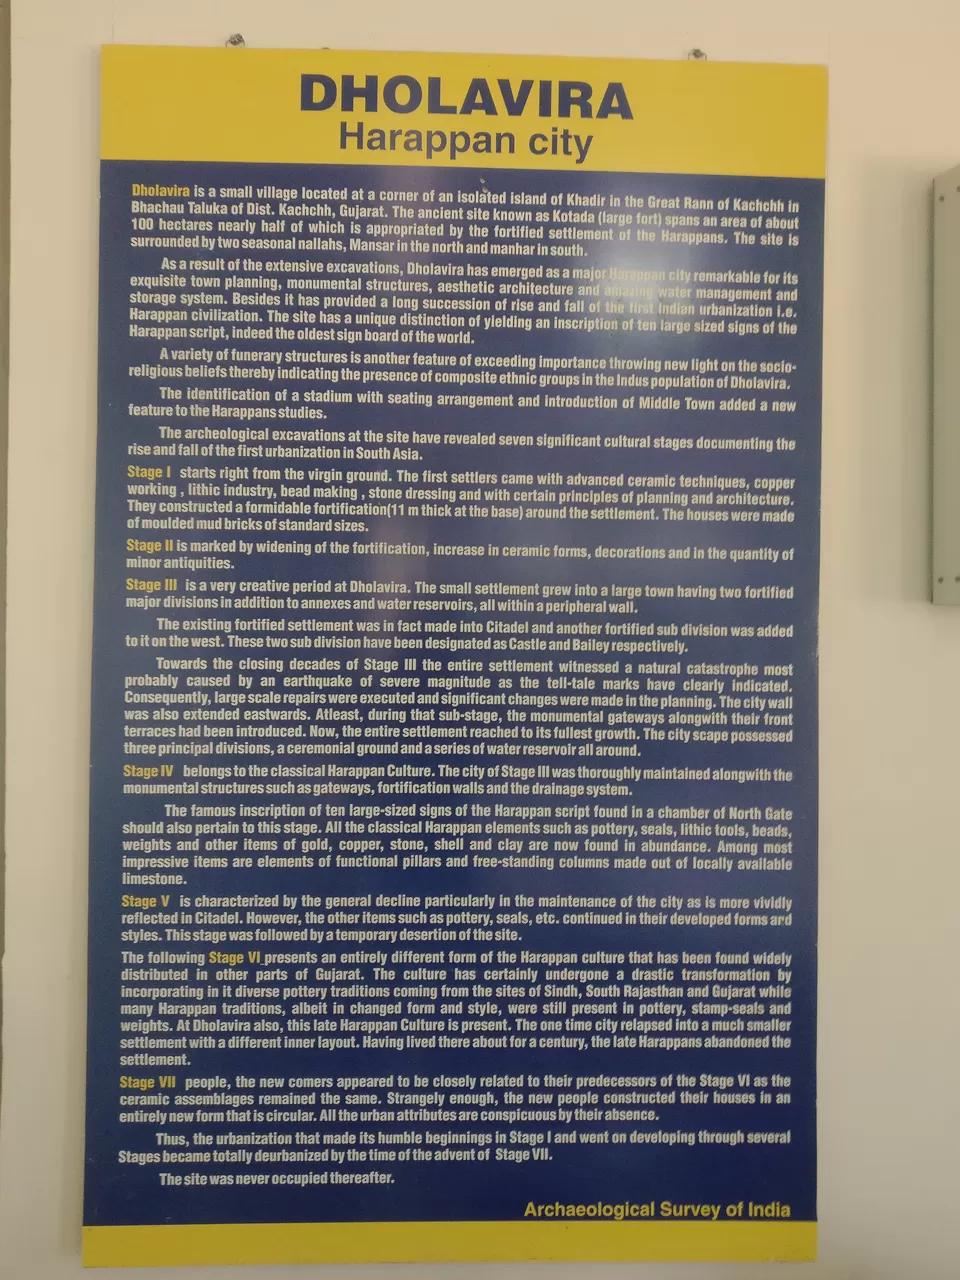 DHOLAVIRA
Harappan city
Dholavira is a small village located at a corner of an isolated island of Khadir in the Great Rann of Kachchh in
Bhachau Taluka of Dist. Kachchh, Gujarat. The ancient site known as Kotada (large fort) spans an area of about
100 hectares nearly half of which is appropriated by the fortified settlement of the Harappans. The site is
surrounded by two seasonal nallahs, Mansar in the north and manhar in south.
As a result of the extensive excavations, Dholavira has emerged as a major Harappan city remarkable for its
exquisite town planning, monumental structures, aesthetic architecture and amazing water management and
storage system. Besides it has provided a long succession of rise and fall of the first Indian urbanization i.e.
Harappan civilization. The site has a unique distinction of yielding an inscription of ten large sized signs of the
Harappan script, indeed the oldest sign board of the world.
A variety of funerary structures is another feature of exceeding importance throwing new light on the socio-
religious beliefs thereby indicating the presence of composite ethnic groups in the Indus population of Dholavira.
The identification of a stadium with seating arrangement and introduction of Middle Town added a new
feature to the Harappans studies.
The archeological excavations at the site have revealed seven significant cultural stages documenting the
rise and fall of the first urbanization in South Asia.
Stage I starts right from the virgin ground. The first settlers came with advanced ceramic techniques, copper
working , lithic industry, bead making , stone dressing and with certain principles of planning and architecture.
They constructed a formidable fortification(11 m thick at the base) around the settlement. The houses were made
of moulded mud bricks of standard sizes.
Stage II is marked by widening of the fortification, increase in ceramic forms, decorations and in the quantity of
minor antiquities.
Stage III is a very creative period at Dholavira. The small settlement grew into a large town having two fortified
major divisions in addition to annexes and water reservoirs, all within a peripheral wall.
The existing fortified settlement was in fact made into Citadel and another fortified sub division was added
to it on the west. These two sub division have been designated as Castle and Bailey respectively.
Towards the closing decades of Stage III the entire settlement witnessed a natural catastrophe most
probably caused by an earthquake of severe magnitude as the tell-tale marks have clearly indicated.
Consequently, large scale repairs were executed and significant changes were made in the planning. The city wall
was also extended eastwards. Atleast, during that sub-stage, the monumental gateways alongwith their front
terraces had been introduced. Now, the entire settlement reached to its fullest growth. The city scape possessed
three principal divisions, a ceremonial ground and a series of water reservoir all around.
Stage IV belongs to the classical Harappan Culture. The city of Stage III was thoroughly maintained alongwith the
monumental structures such as gateways, fortification walls and the drainage system.
The famous inscription of ten large-sized signs of the Harappan script found in a chamber of North Gate
should also pertain to this stage. All the classical Harappan elements such as pottery, seals, lithic tools, beads,
weights and other items of gold, copper, stone, shell and clay are now found in abundance. Among most
impressive items are elements of functional pillars and free-standing columns made out of locally available
limestone.
Stage V is characterized by the general decline particularly in the maintenance of the city as is more vividly
reflected in Citadel. However, the other items such as pottery, seals, etc. continued in their developed forms and
styles. This stage was followed by a temporary desertion of the site.
The following Stage VI presents an entirely different form of the Harappan culture that has been found widely
distributed in other parts of Gujarat. The culture has certainly undergone a drastic transformation by
incorporating in it diverse pottery traditions coming from the sites of Sindh, South Rajasthan and Gujarat while
many Harappan traditions, albeit in changed form and style, were still present in pottery, stamp-seals and
weights. At Dholavira also, this late Harappan Culture is present. The one time city relapsed into a much smaller
settlement with a different inner layout. Having lived there about for a century, the late Harappans abandoned the
settlement.
Stage VII people, the new comers appeared to be closely related to their predecessors of the Stage VI as the
ceramic assemblages remained the same. Strangely enough, the new people constructed their houses in an
entirely new form that is circular. All the urban attributes are conspicuous by their absence.
Thus, the urbanization that made its humble beginnings in Stage I and went on developing through several
Stages became totally deurbanized by the time of the advent of Stage VII.
The site was never occupied thereafter.
Archaeological Survey of India